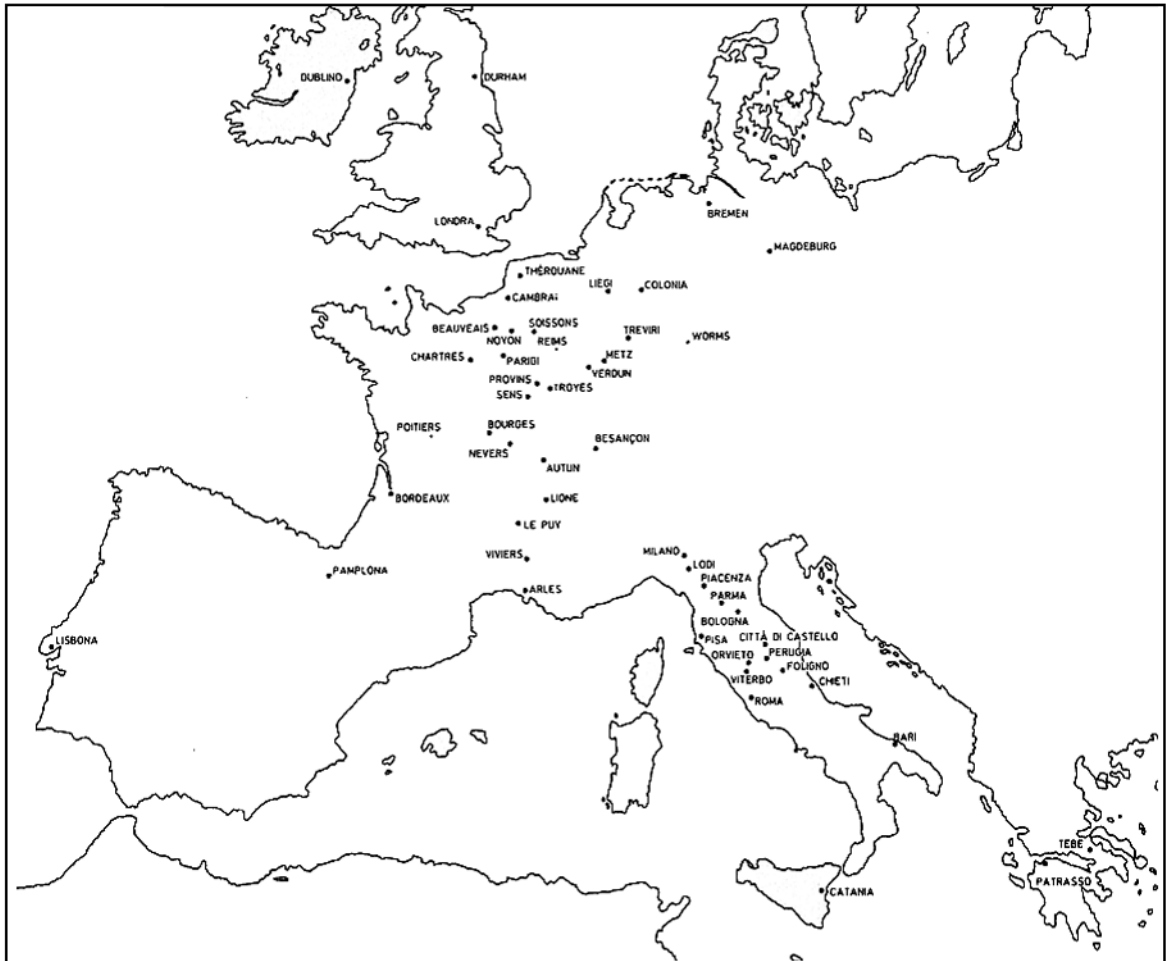 DUBLINO
DURHAM
LONDRA
BREMEN
MAGDEBURG
THÉROUANE
LIEGI
COLONIA
CAMBRAI
BEAUVEAIS
SOISSONS
NOYON
REIMS
TREVIRI
WORMS
CHARTRES
PARIGI
METZ
VERDUN
PROVINS
TROYES
SENS
POITIERS
BOURGES
NEVERS
BESANÇON
AUTUN
BORDEAUX
LIONE
LE PUY
VIVIERS
MILANO
LODI
PAMPLONA
PIACENZA
ARLES
PARMA
BOLOGNA
LISBONA
PISA
CITTÀ DI CASTELLO
ORVIETO
PERUGIA
FOLIGNO
VITERBO
CHIETI
ROMA
BARI
TEBE
PATRASSO
CATANIA